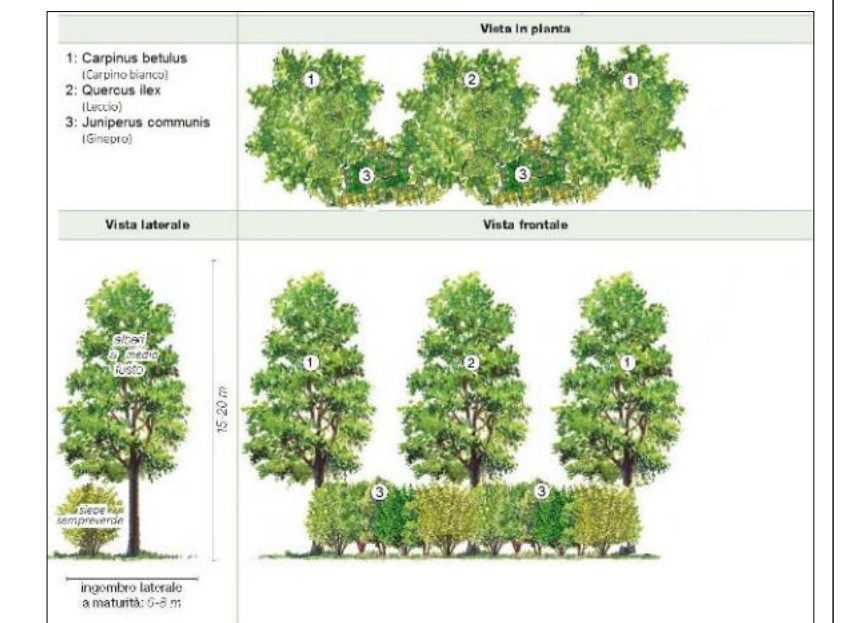 Vista in pianta
1: Carpinus betulus
(Carpino bianco)
2: Quercus ilex
(Leccio)
3: Juniperus communis
(Ginepro)
1
2
1
3
3
Vista laterale
Vista frontale
alberi
a medio
fusto
15-20 m
1
2
1
3
3
siepe
sempreverde
ingombro laterale
a maturità: 6-8 m